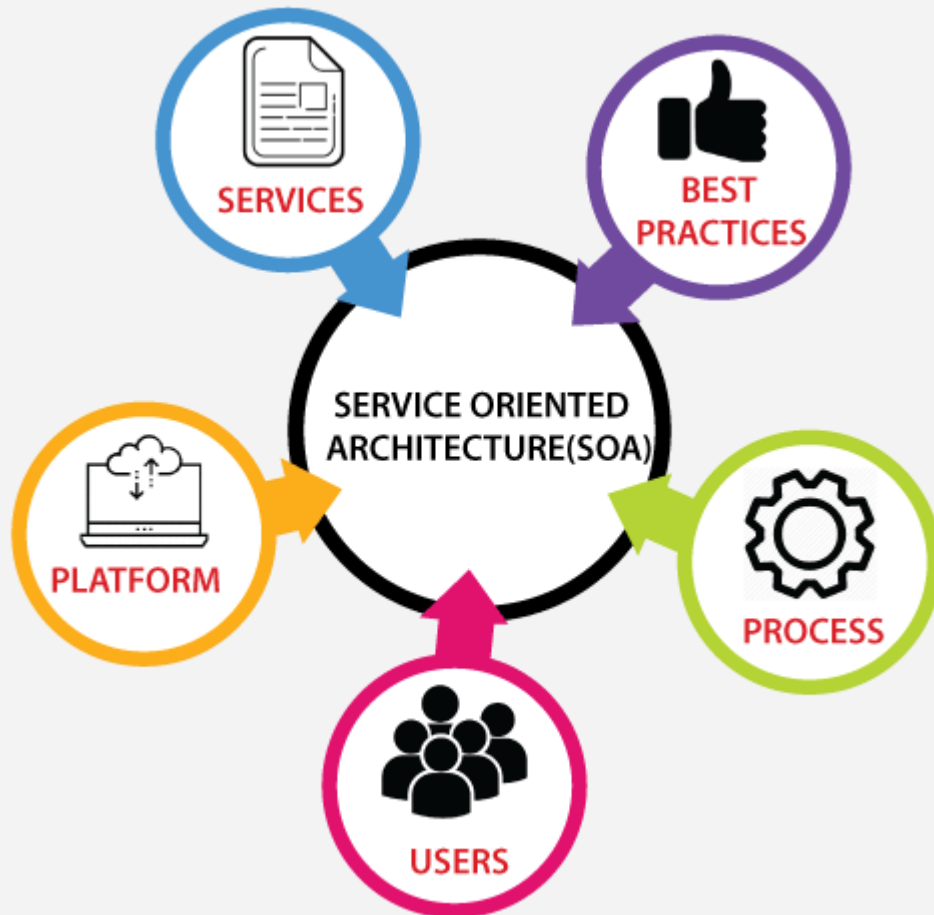 SERVICES
BEST
PRACTICES
SERVICE ORIENTED
ARCHITECTURE(SOA)
PLATFORM
PROCESS
USERS